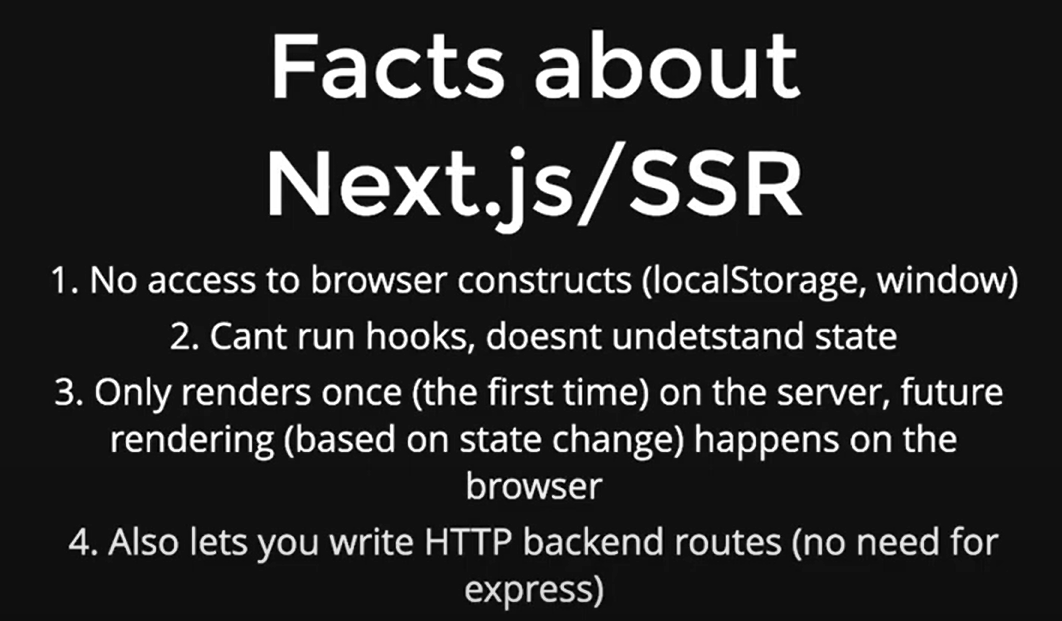 Facts about
Next.js/SSR
1. No access to browser constructs (localStorage, window)
2. Cant run hooks, doesnt undetstand state
3. Only renders once (the first time) on the server, future
rendering (based on state change) happens on the
browser
4. Also lets you write HTTP backend routes (no need for
express)